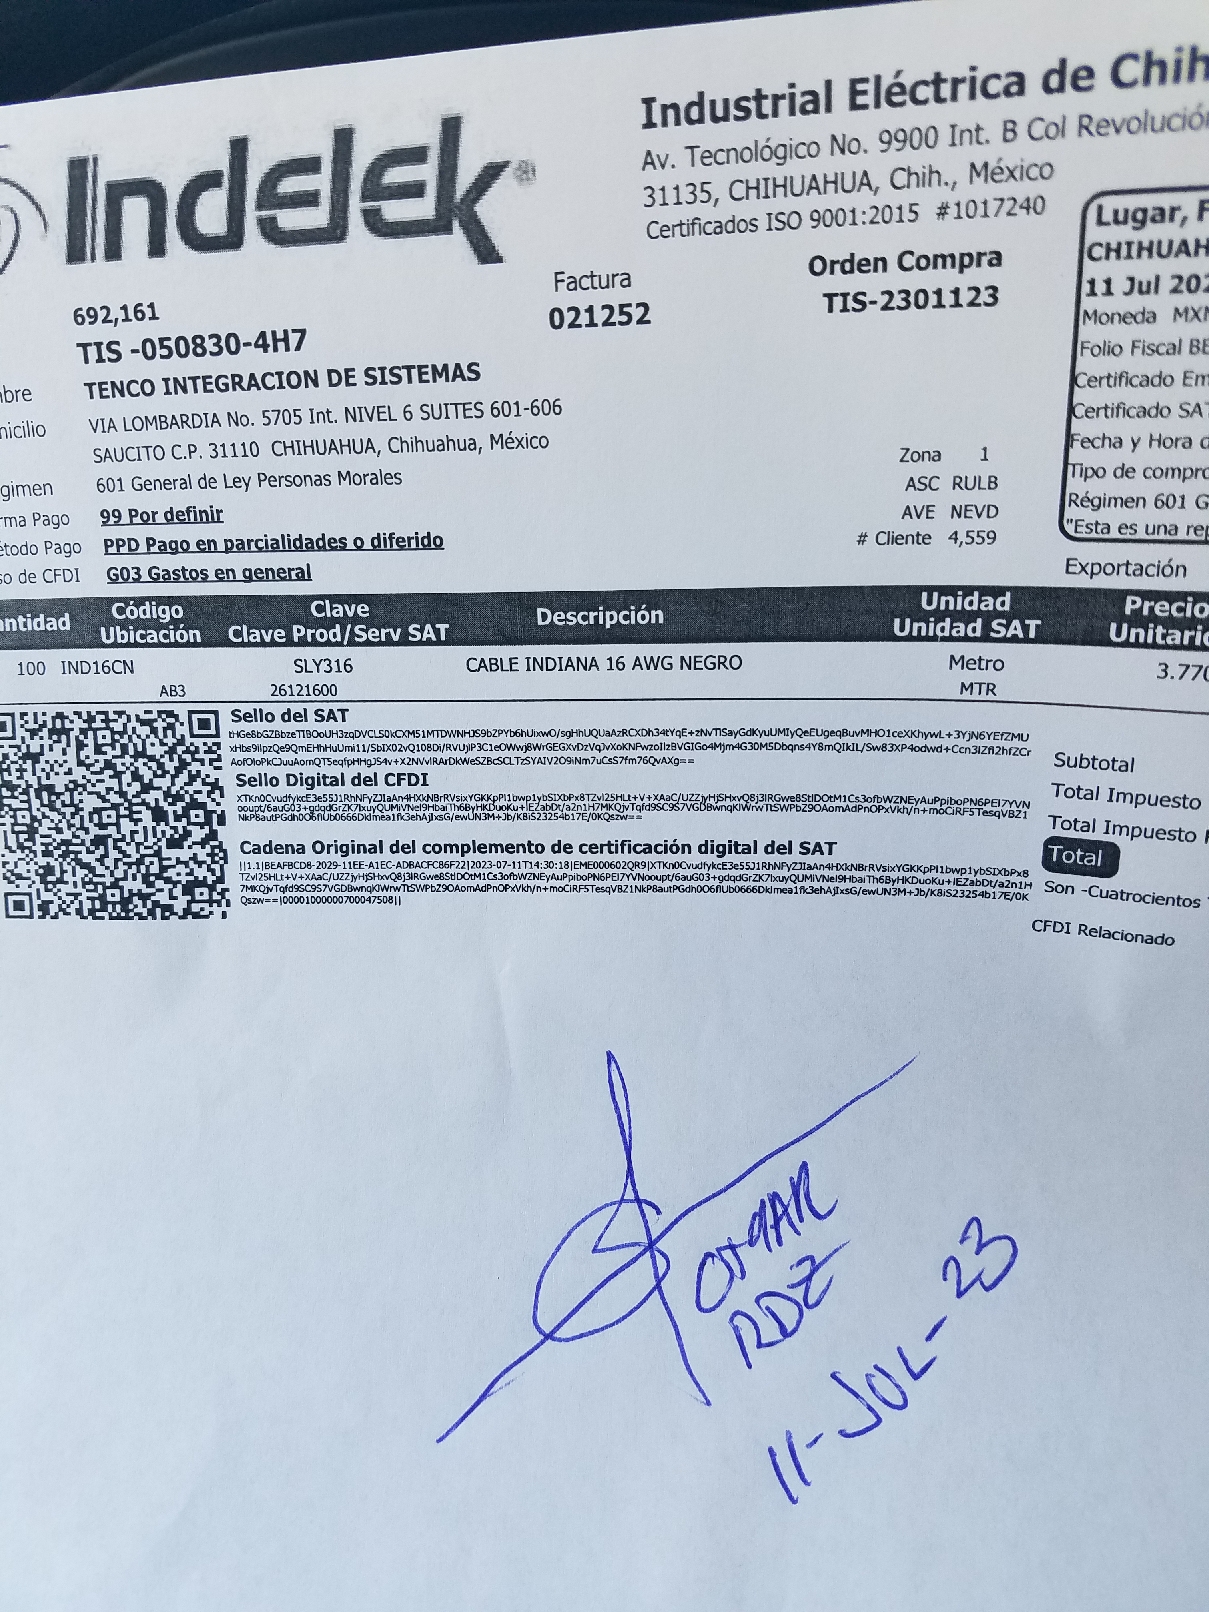 Indelek®
Industrial Eléctrica de Chih
Av. Tecnológico No. 9900 Int. B Col Revolución
31135, CHIHUAHUA, Chih., México
Certificados ISO 9001:2015 #1017240
Factura
021252
Orden Compra
TIS-2301123
Lugar, F
CHIHUAH
11 Jul 202
Moneda MX
Folio Fiscal BE
Certificado Em
Certificado SAT
Fecha y Hora d
Tipo de compro
Régimen 601 G
"Esta es una rep
Exportación
692,161
TIS -050830-4H7
bre TENCO INTEGRACION DE SISTEMAS
nicilio VIA LOMBARDIA No. 5705 Int. NIVEL 6 SUITES 601-606
SAUCITO C.P. 31110 CHIHUAHUA, Chihuahua, México
gimen 601 General de Ley Personas Morales
rma Pago 99 Por definir
étodo Pago PPD Pago en parcialidades o diferido
so de CFDI G03 Gastos en general
Zona 1
ASC RULB
AVE NEVD
# Cliente 4,559
ntidad Código Ubicación Clave Clave Prod/Serv SAT Descripción Unidad Unidad SAT Precio Unitari
100 IND16CN SLY316 CABLE INDIANA 16 AWG NEGRO Metro 3.770
AB3 26121600 MTR
Sello del SAT
Sello Digital del CFDI
Cadena Original del complemento de certificación digital del SAT
Subtotal
Total Impuesto
Total Impuesto
Total
Son -Cuatrocientos
CFDI Relacionado
OMAR
RDZ
11-JUL-23